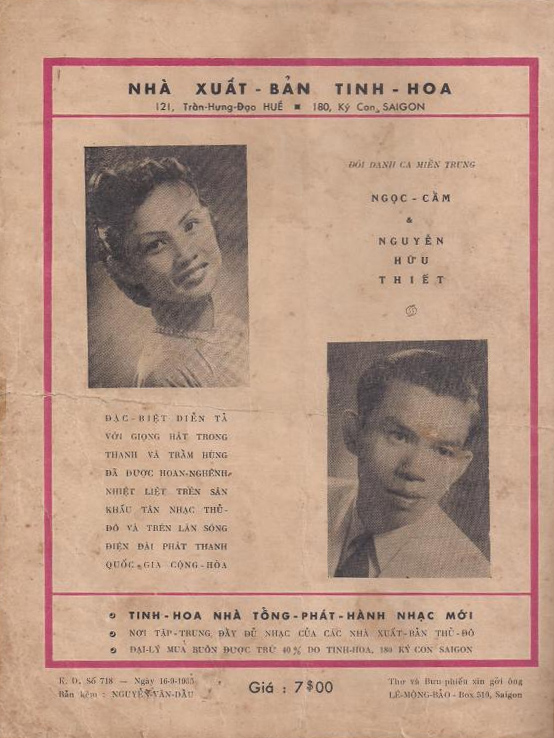 NHÀ XUẤT-BẢN TINH-HOA
121, Trần-Hưng-Đạo HUẾ ■ 180, Ký Con, SAIGON
ĐÔI DANH CA MIỀN TRUNG
NGỌC-CẨM
&
NGUYỄN
HỮU
THIẾT
ĐẶC-BIỆT DIỄN TẢ
VỚI GIỌNG HÁT TRONG
THANH VÀ TRẦM HÙNG
ĐÃ ĐƯỢC HOAN-NGHÊNH
NHIỆT LIỆT TRÊN SÂN
KHẤU TÂN NHẠC THỦ-
ĐÔ VÀ TRÊN LÀN SÓNG
ĐIỆN ĐÀI PHÁT THANH
QUỐC-GIA CỘNG-HÒA
TINH-HOA NHÀ TỔNG-PHÁT-HÀNH NHẠC MỚI
NƠI TẬP-TRUNG, ĐẦY ĐỦ NHẠC CỦA CÁC NHÀ XUẤT-BẢN THỦ-ĐÔ
ĐẠI-LÝ MUA BUÔN ĐƯỢC TRỪ 40% DO TINH-HOA, 180 KÝ CON SAIGON
K. D. Số 718 — Ngày 16-9-1955
Bản kẽm : NGUYỄN-VĂN-DẦU
Giá : 7$00
Thư và Bưu-phiếu xin gởi ông
LÊ-MỘNG-BẢO - Box 510, Saigon